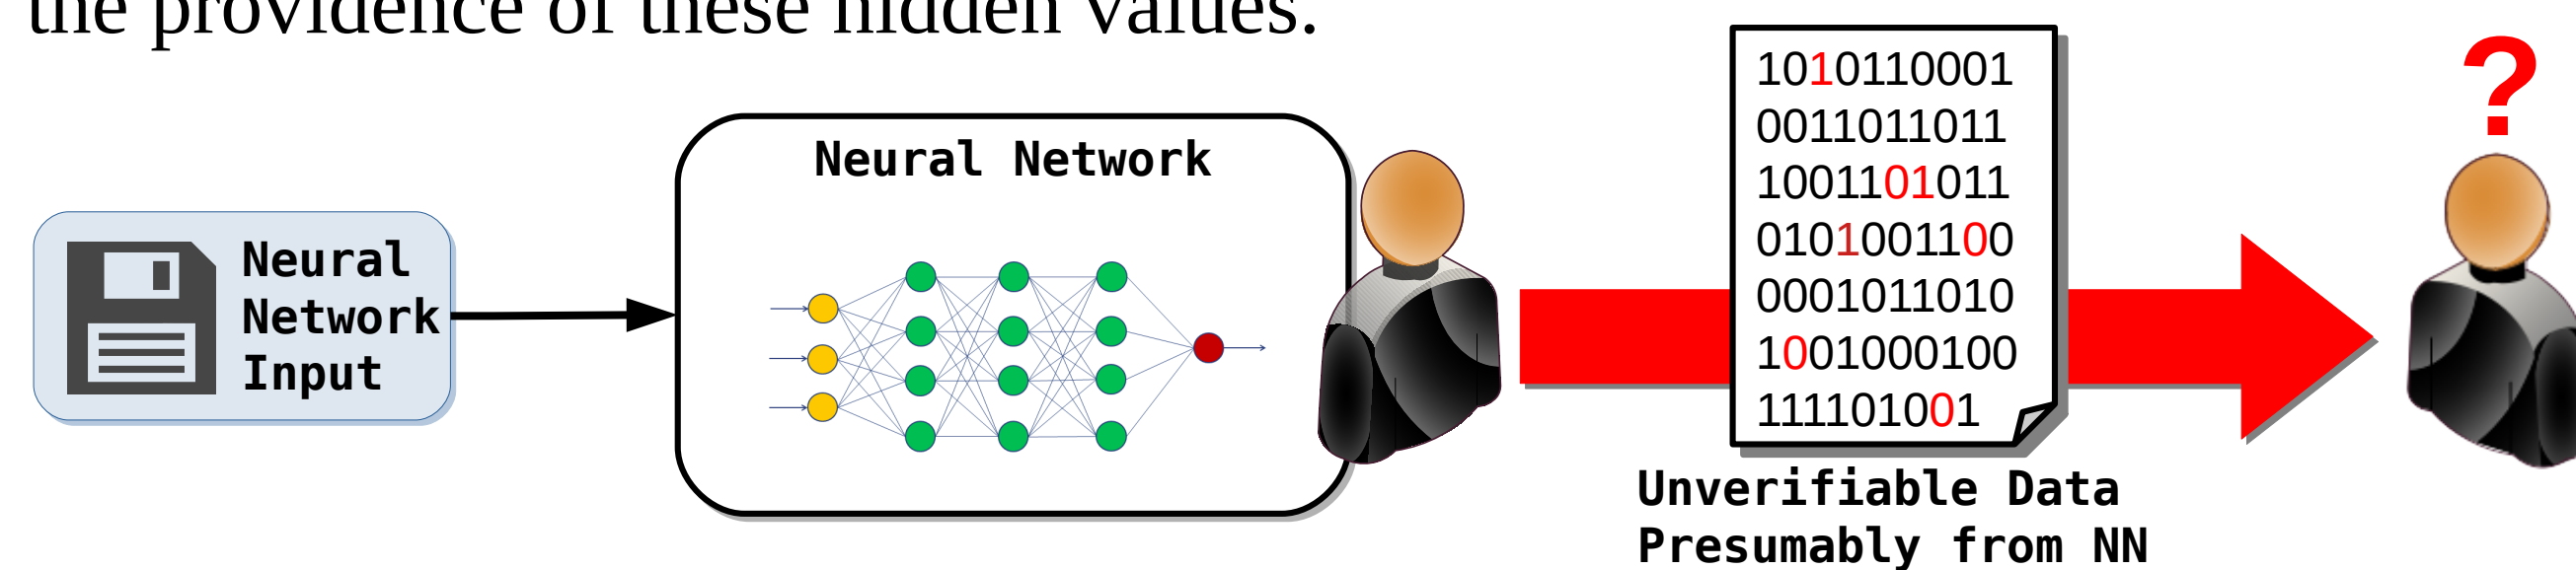 the providence of these hidden values.
Neural Network
Neural
Network
Input
1010110001
0011011011
1001101011
0101001100
0001011010
1001000100
111101001
?
Unverifiable Data
Presumably from NN